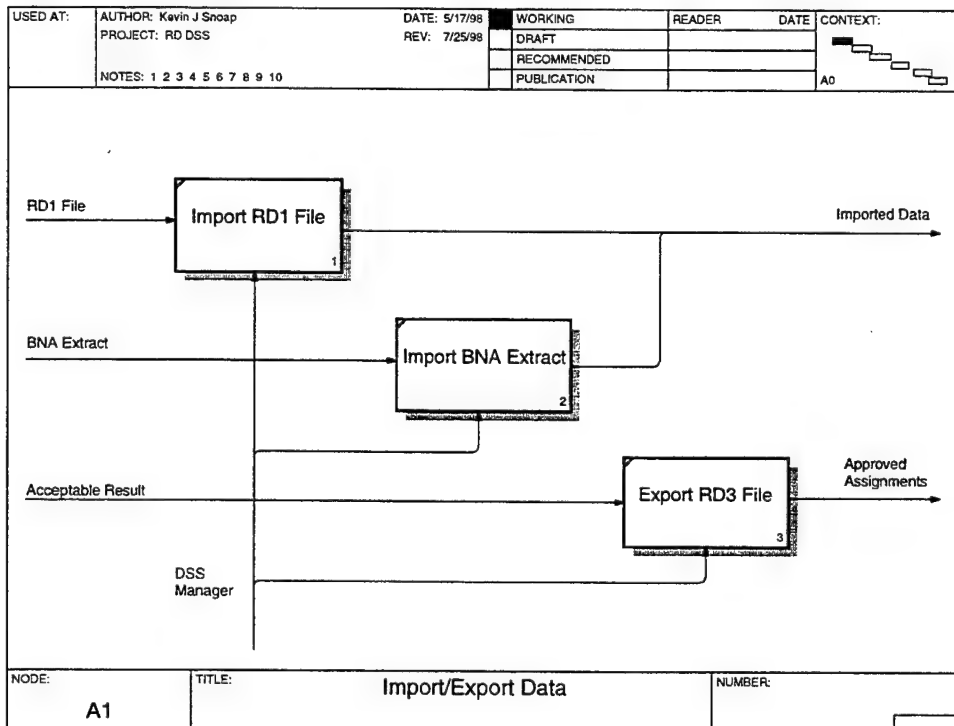 USED AT:
AUTHOR: Kevin J Snoap
DATE: 5/17/98
WORKING
READER DATE
CONTEXT:
PROJECT: RD DSS
REV: 7/25/98
DRAFT
RECOMMENDED
NOTES: 1 2 3 4 5 6 7 8 9 10
PUBLICATION
A0
RD1 File
Import RD1 File
1
Imported Data
BNA Extract
Import BNA Extract
2
Acceptable Result
Export RD3 File
3
Approved
Assignments
DSS
Manager
NODE:
A1
TITLE:
Import/Export Data
NUMBER: